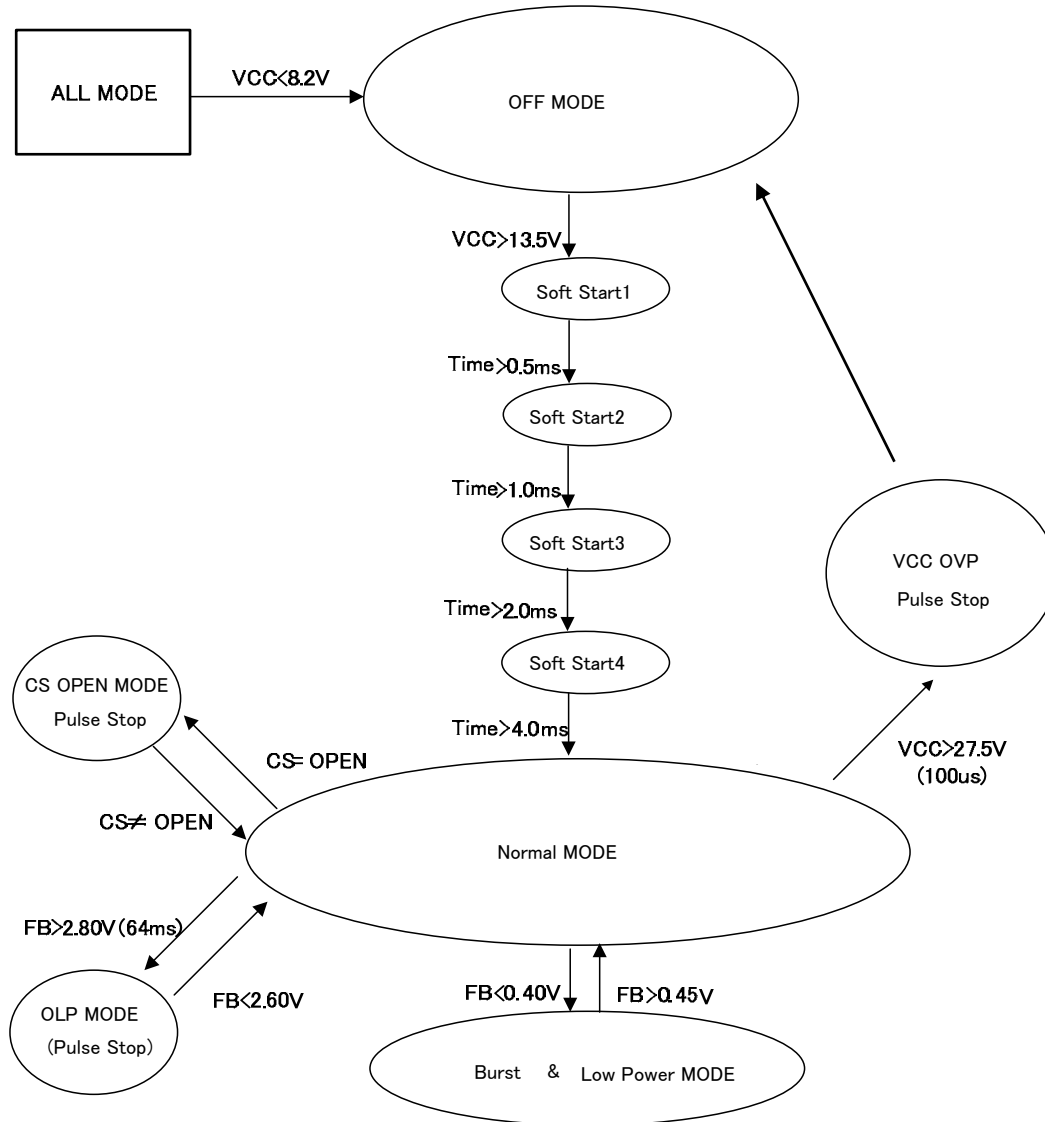 ALL MODE
VCC<8.2V
OFF MODE
VCC>13.5V
Soft Start1
Time>0.5ms
Soft Start2
Time>1.0ms
Soft Start3
Time>2.0ms
Soft Start4
Time>4.0ms
VCC OVP
Pulse Stop
VCC>27.5V
(100us)
CS OPEN MODE
Pulse Stop
CS= OPEN
CS≠ OPEN
Normal MODE
FB>2.80V(64ms)
FB<2.60V
OLP MODE
(Pulse Stop)
FB<0.40V
FB>0.45V
Burst & Low Power MODE